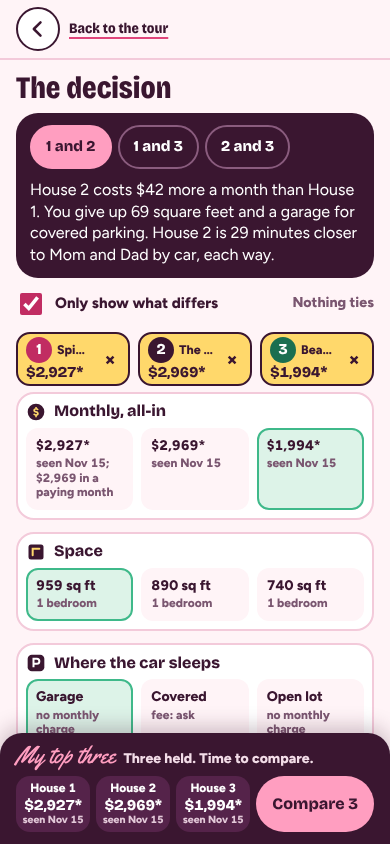 Back to the tour
The decision
1 and 2
1 and 3
2 and 3
House 2 costs $42 more a month than House
1. You give up 69 square feet and a garage for
covered parking. House 2 is 29 minutes closer
to Mom and Dad by car, each way.
Only show what differs
Nothing ties
1 Spi... ×
$2,927*
2 The ... ×
$2,969*
3 Bea... ×
$1,994*
$ Monthly, all-in
$2,927*
seen Nov 15;
$2,969 in a
paying month
$2,969*
seen Nov 15
$1,994*
seen Nov 15
Space
959 sq ft
1 bedroom
890 sq ft
1 bedroom
740 sq ft
1 bedroom
P Where the car sleeps
Garage
no monthly
charge
Covered
fee: ask
Open lot
no monthly
charge
My top three Three held. Time to compare.
House 1
$2,927*
seen Nov 15
House 2
$2,969*
seen Nov 15
House 3
$1,994*
seen Nov 15
Compare 3